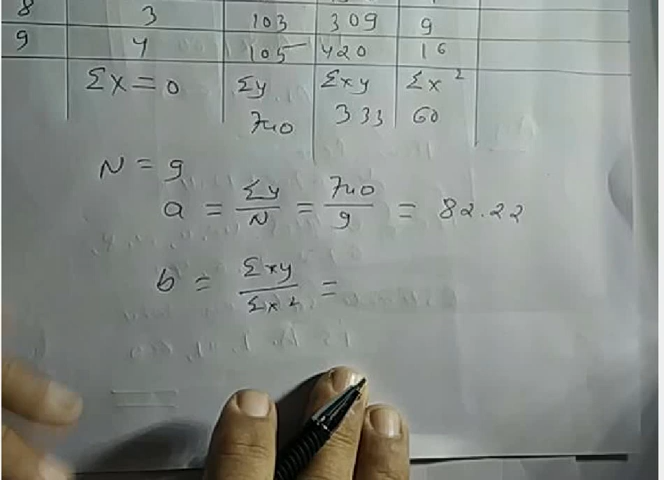 8 3 103 309 9
9 4 105 420 16
Σx = 0 Σy Σxy Σx²
740 333 60
N = 9
a = Σy/N = 740/9 = 82.22
b = Σxy/Σx² =